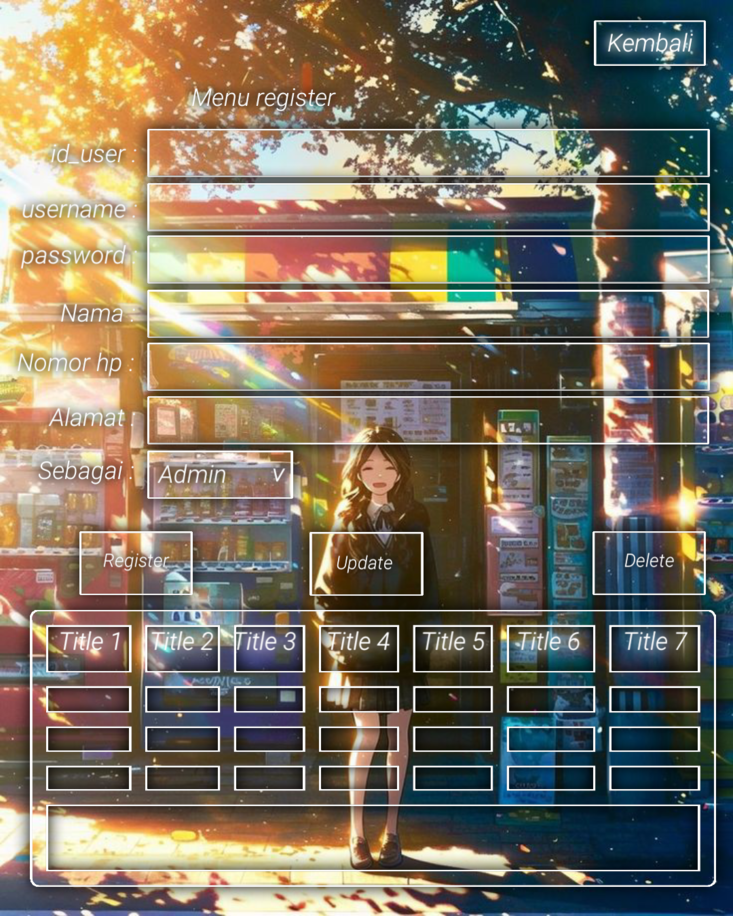 Kembali
Menu register
id_user :
username :
password :
Nama :
Nomor hp :
Alamat :
Sebagai : Admin v
Register Update Delete
Title 1 Title 2 Title 3 Title 4 Title 5 Title 6 Title 7